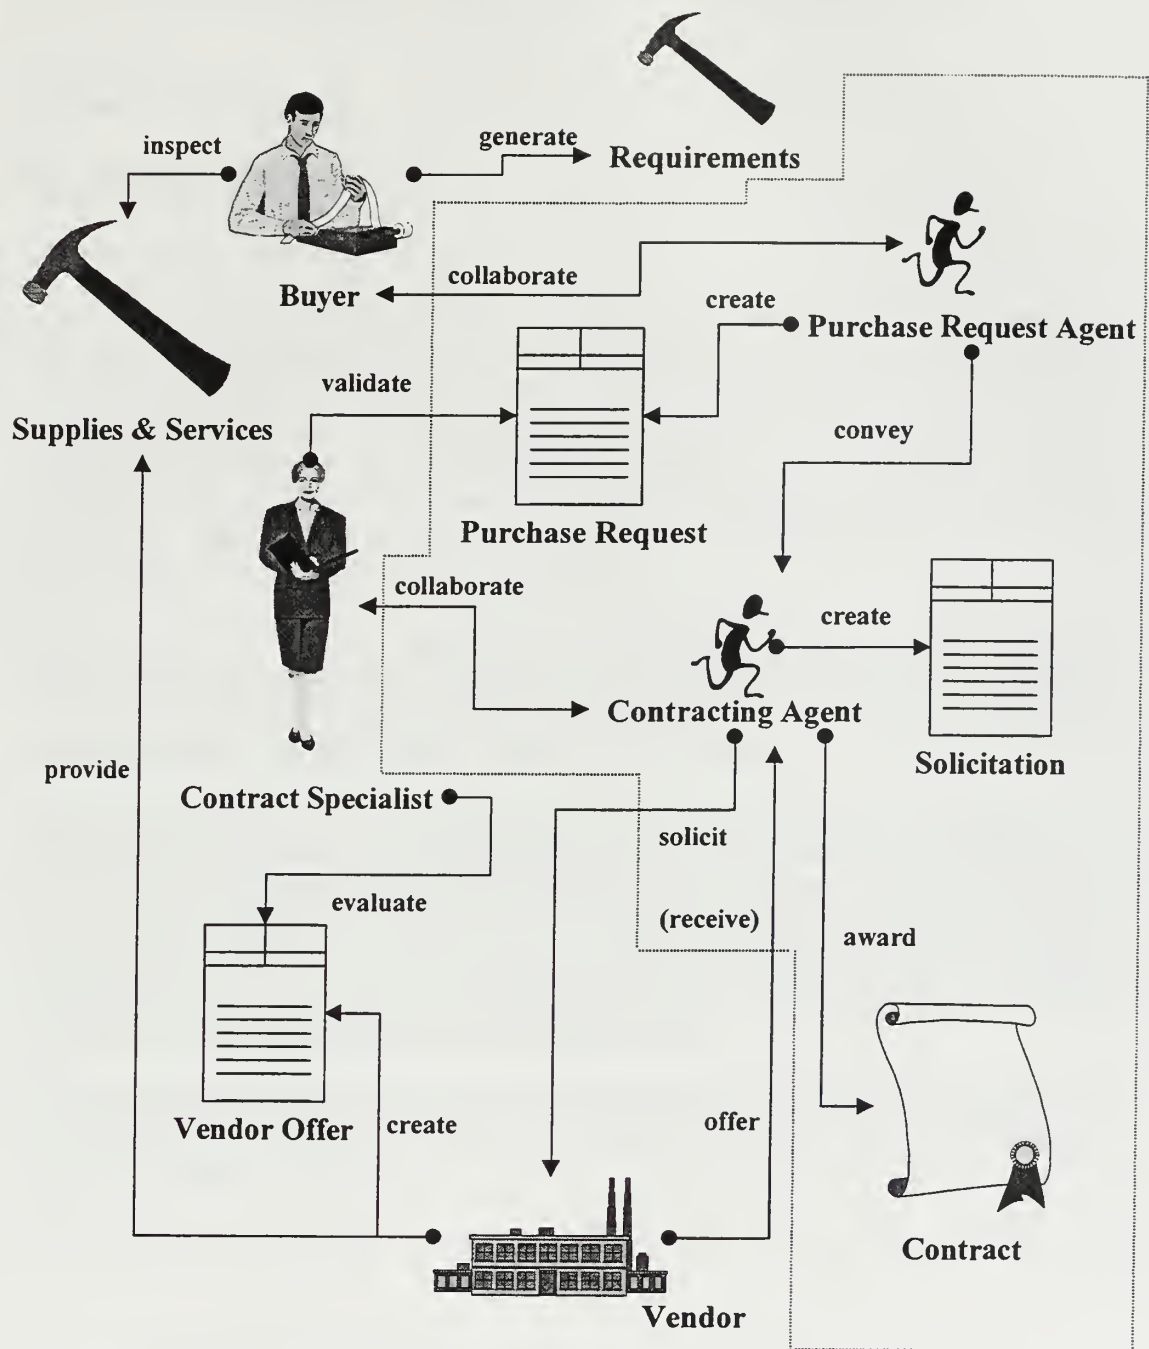 inspect
generate
Requirements
collaborate
Buyer
create
Purchase Request Agent
validate
Supplies & Services
convey
Purchase Request
collaborate
create
Contracting Agent
Solicitation
provide
Contract Specialist
solicit
evaluate
(receive)
award
Vendor Offer
create
offer
Contract
Vendor